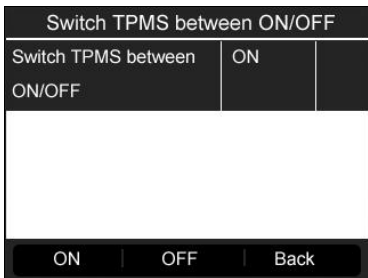 Switch TPMS between ON/OFF
Switch TPMS between ON
ON/OFF
ON OFF Back